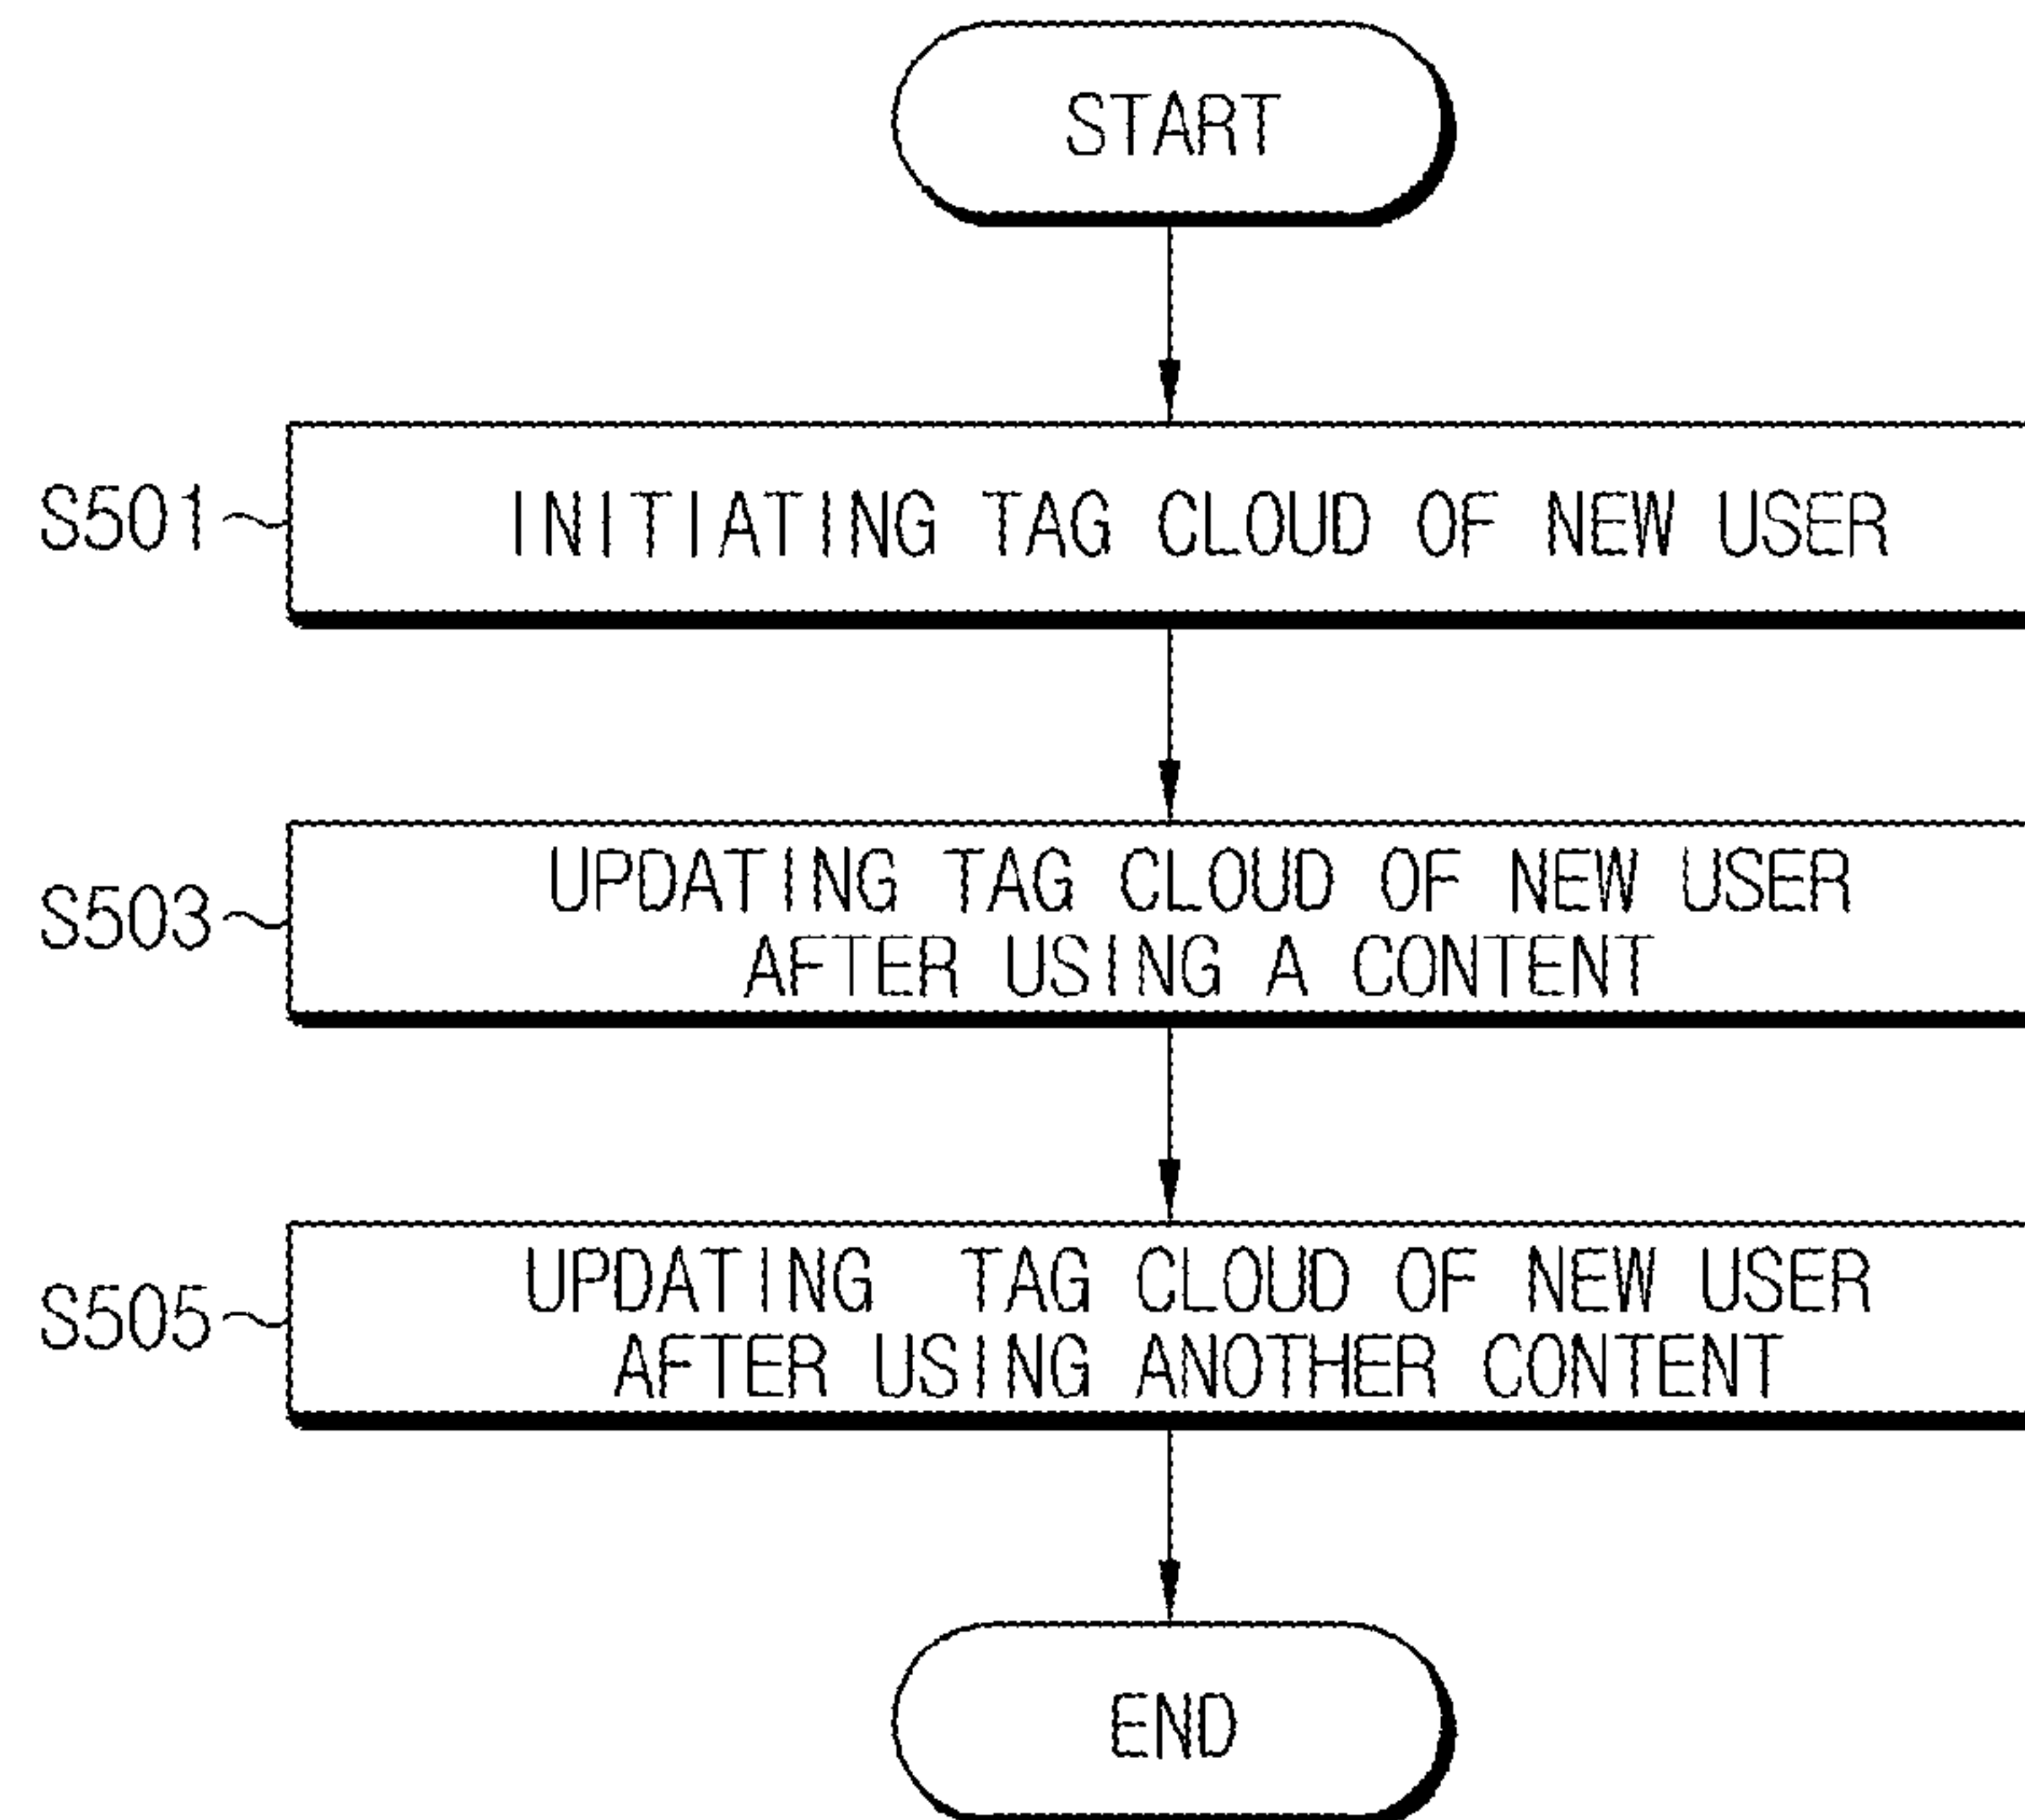 START
S501
INITIATING TAG CLOUD OF NEW USER
S503
UPDATING TAG CLOUD OF NEW USER
AFTER USING A CONTENT
S505
UPDATING TAG CLOUD OF NEW USER
AFTER USING ANOTHER CONTENT
END